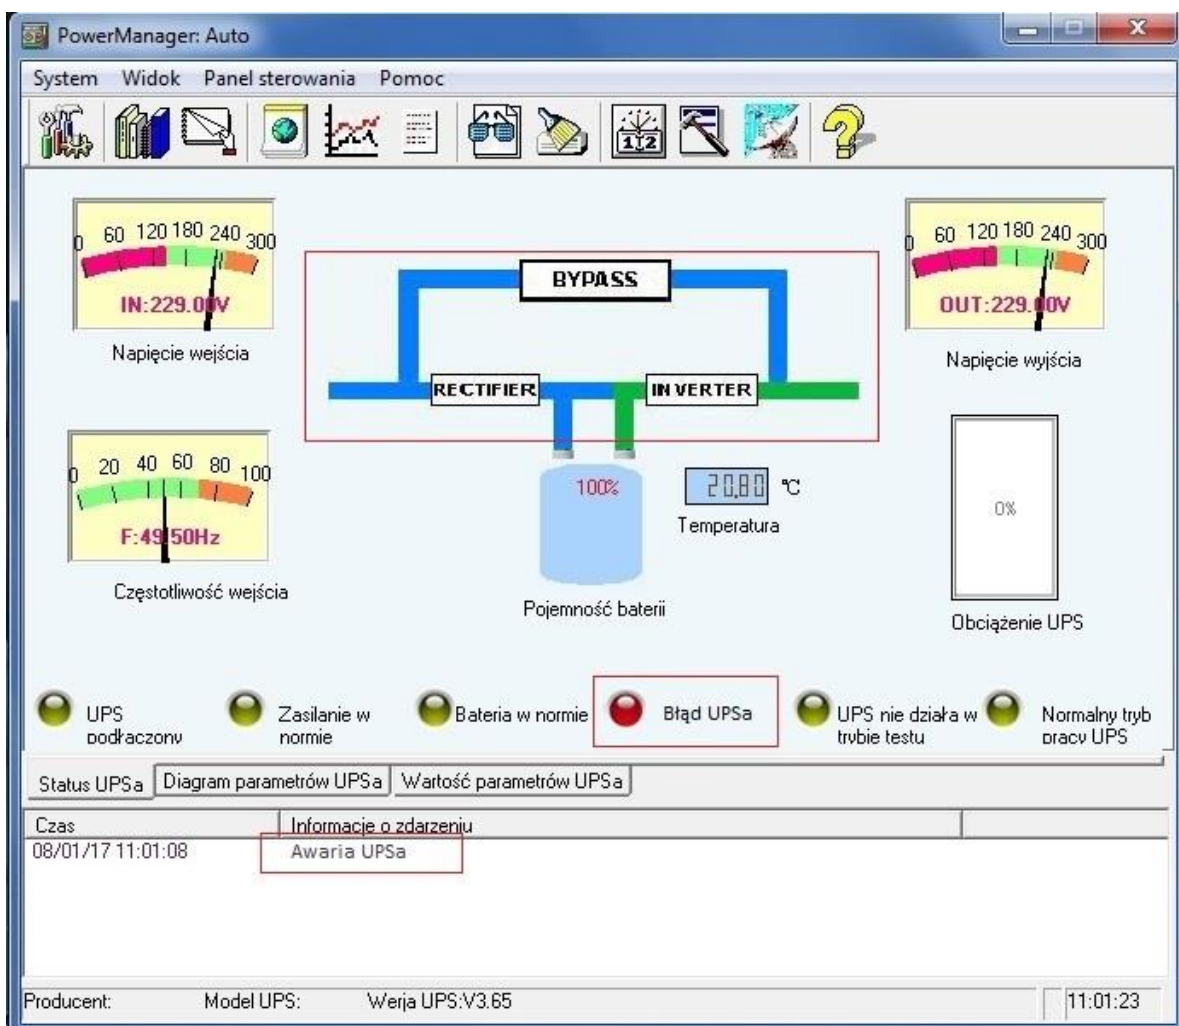 PowerManager: Auto
System Widok Panel sterowania Pomoc
0 60 120 180 240 300
IN:229.00V
Napięcie wejścia
BYPASS
RECTIFIER
INVERTER
0 60 120 180 240 300
OUT:229.00V
Napięcie wyjścia
0 20 40 60 80 100
F:49.50Hz
Częstotliwość wejścia
100%
Pojemność baterii
20.80 °C
Temperatura
0%
Obciążenie UPS
UPS podłączony
Zasilanie w normie
Bateria w normie
Błąd UPSa
UPS nie działa w trybie testu
Normalny tryb pracy UPS
Status UPSa Diagram parametrów UPSa Wartość parametrów UPSa
Czas Informacje o zdarzeniu
08/01/17 11:01:08 Awaria UPSa
Producent: Model UPS: Werja UPS:V3.65 11:01:23